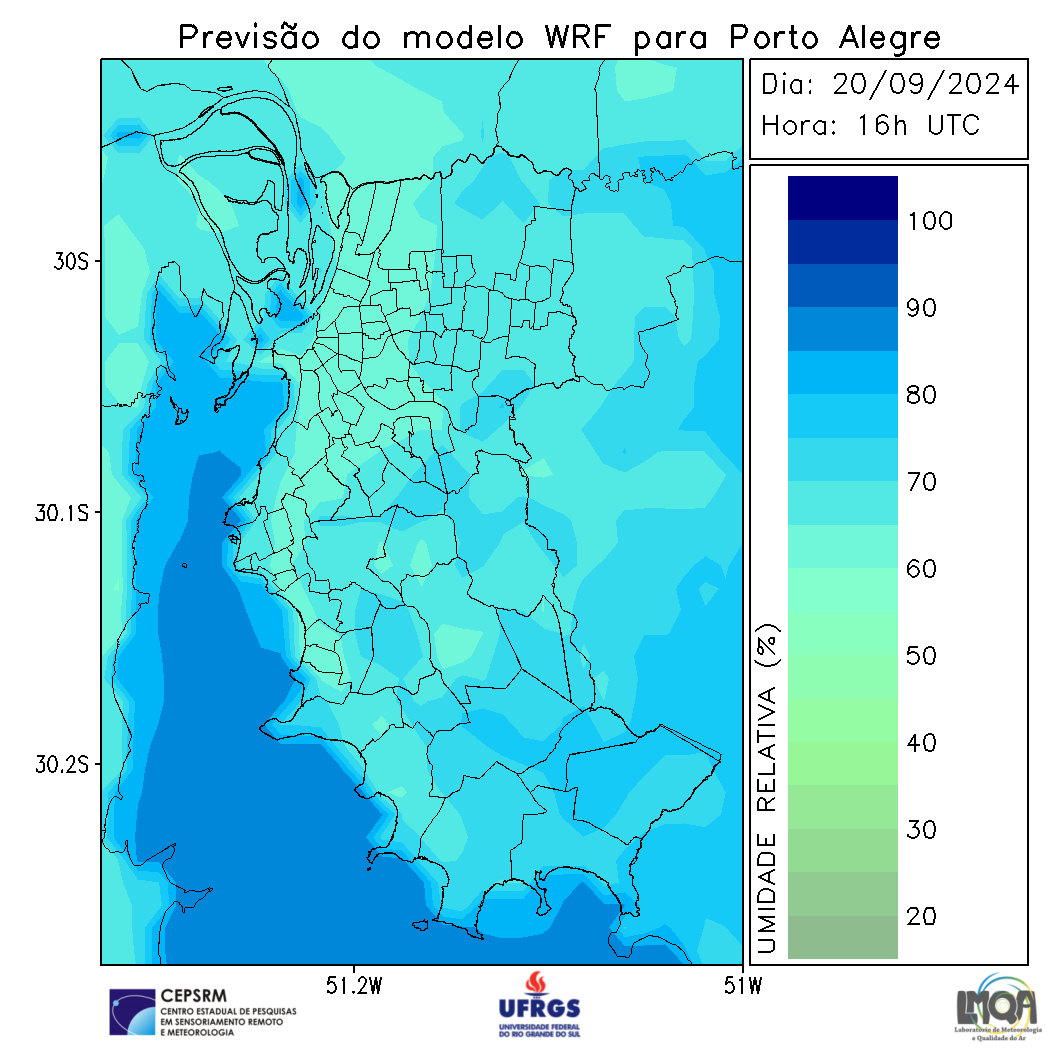 Previsão do modelo WRF para Porto Alegre
Dia: 20/09/2024
Hora: 16h UTC
100
90
80
70
60
50
40
30
20
UMIDADE RELATIVA (%)
30S
30.1S
30.2S
51.2W
51W
CEPSRM
CENTRO ESTADUAL DE PESQUISAS
EM SENSORIAMENTO REMOTO
E METEOROLOGIA
UFRGS
UNIVERSIDADE FEDERAL
DO RIO GRANDE DO SUL
LMQA
Laboratório de Meteorologia
e Qualidade do Ar